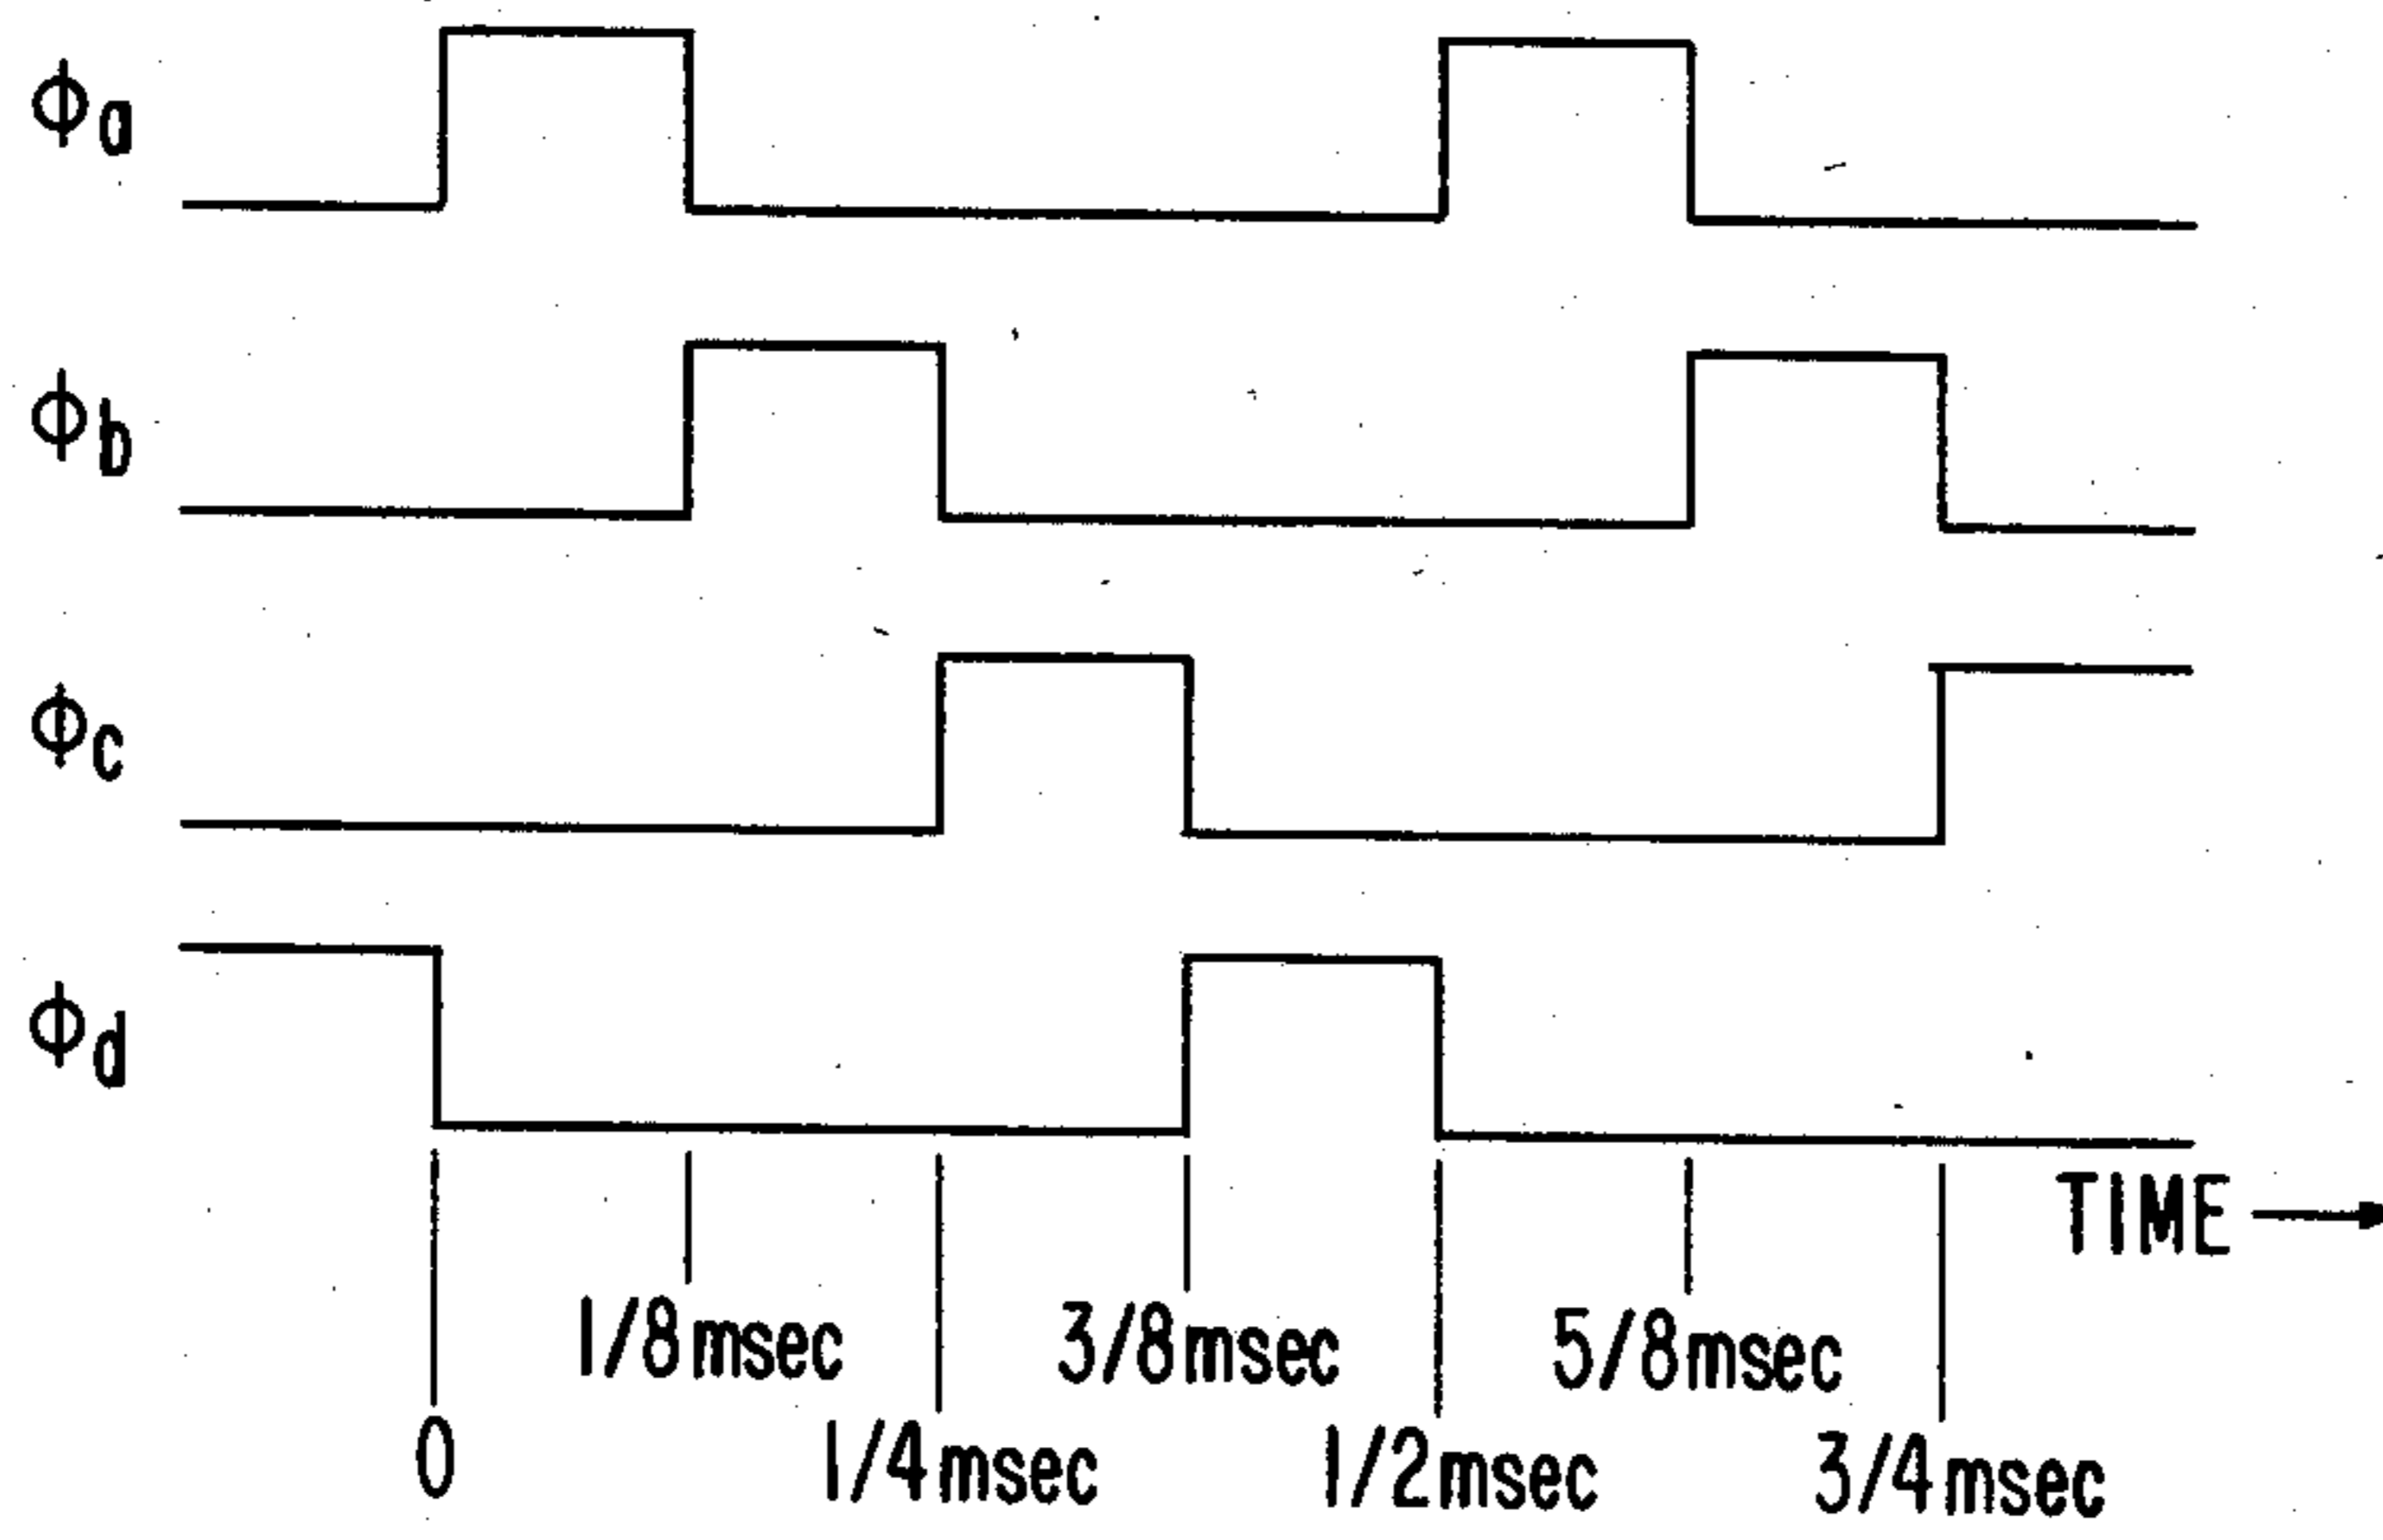 ϕa
ϕb
ϕc
ϕd
TIME
1/8msec
3/8msec
5/8msec
0
1/4msec
1/2msec
3/4msec